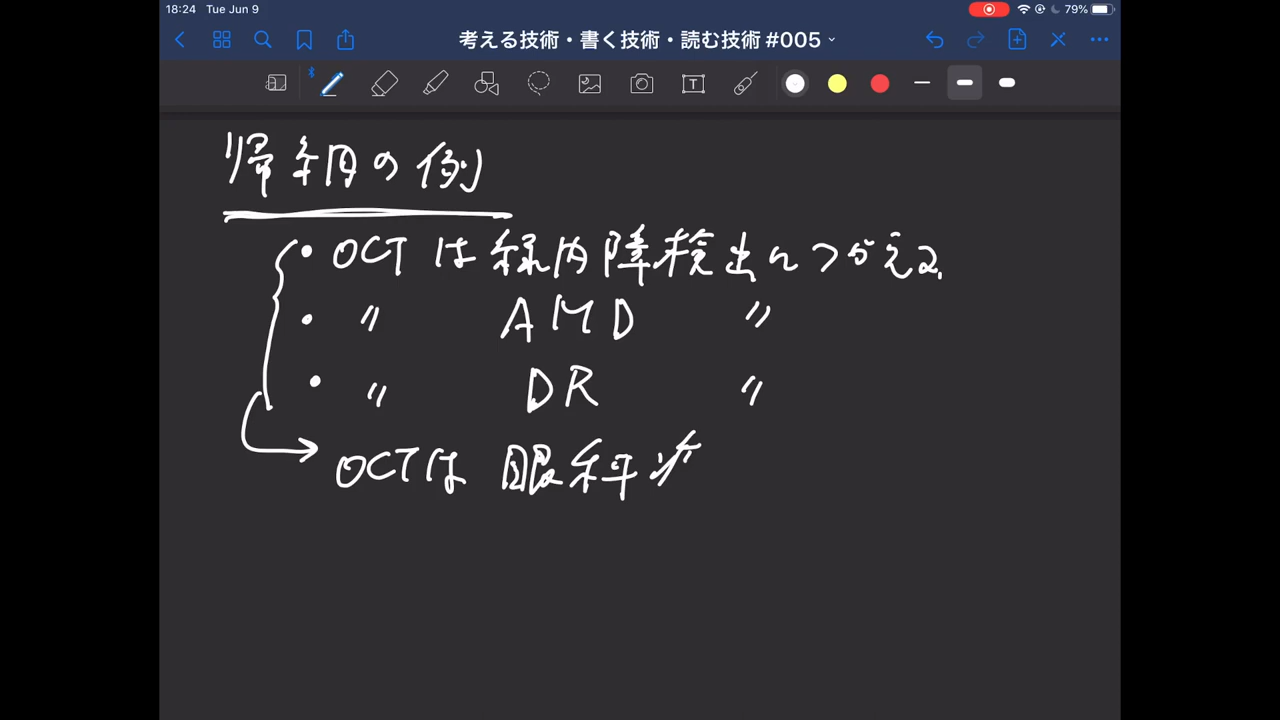 18:24 Tue Jun 9 79%
考える技術・書く技術・読む技術 #005
帰納の例
・OCTは緑内障検出につかえる
・〃 AMD 〃
・〃 DR 〃
OCTは 眼科